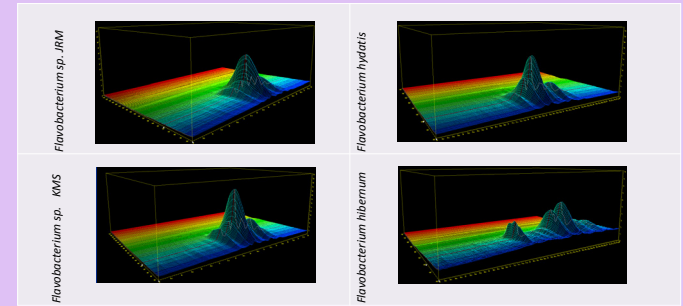 Flavobacterium sp. JRM
Flavobacterium hydatis
Flavobacterium sp. KMS
Flavobacterium hibernum